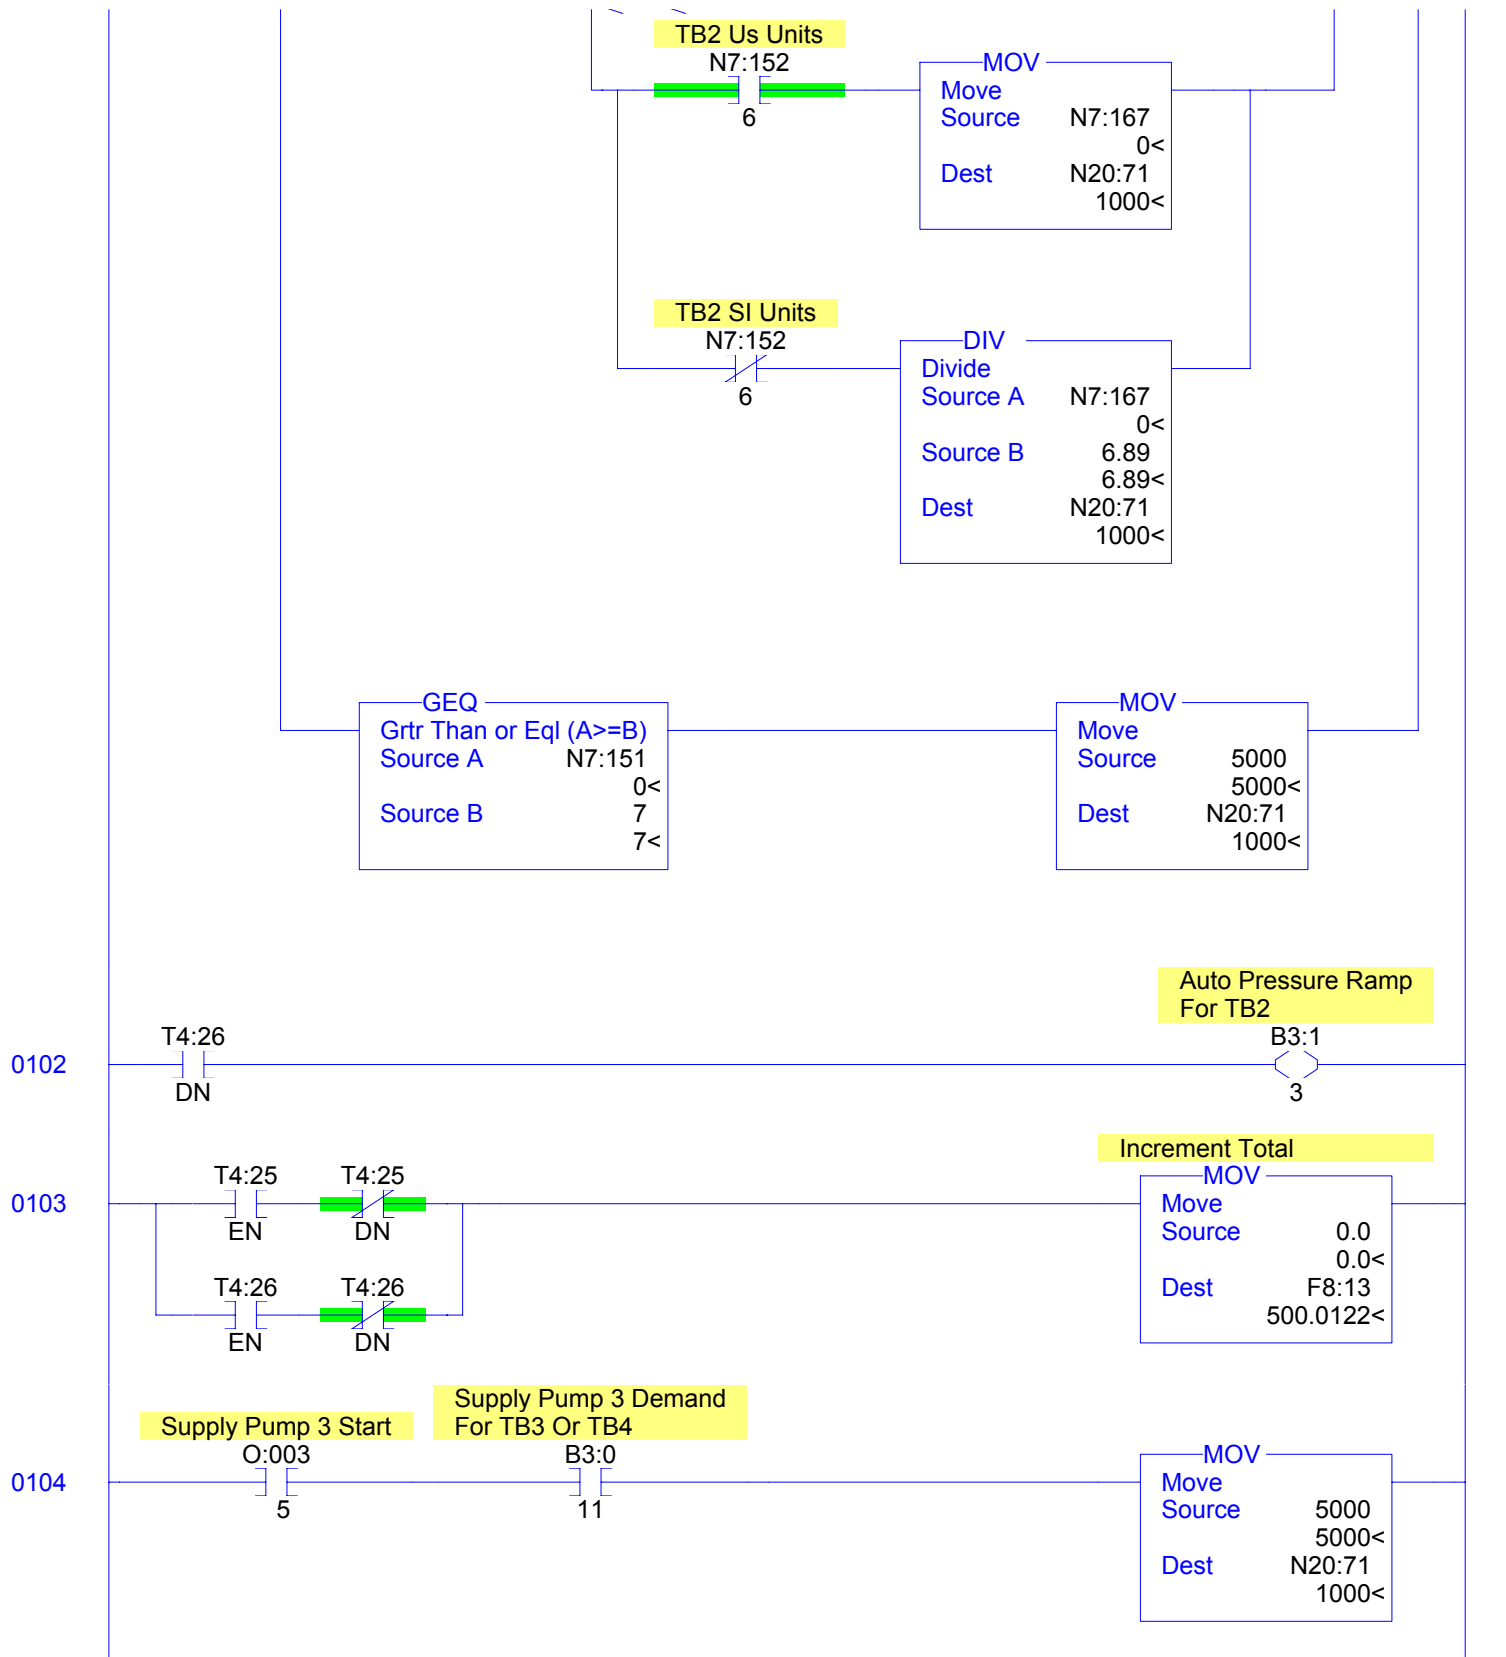 TB2 Us Units
N7:152
6
MOV
Move
Source N7:167
0<
Dest N20:71
1000<
TB2 SI Units
N7:152
6
DIV
Divide
Source A N7:167
0<
Source B 6.89
6.89<
Dest N20:71
1000<
GEQ
Grtr Than or Eql (A>=B)
Source A N7:151
0<
Source B 7
7<
MOV
Move
Source 5000
5000<
Dest N20:71
1000<
Auto Pressure Ramp
For TB2
0102
T4:26
DN
B3:1
3
Increment Total
0103
T4:25 T4:25
EN DN
T4:26 T4:26
EN DN
MOV
Move
Source 0.0
0.0<
Dest F8:13
500.0122<
0104
Supply Pump 3 Start
O:003
5
Supply Pump 3 Demand
For TB3 Or TB4
B3:0
11
MOV
Move
Source 5000
5000<
Dest N20:71
1000<